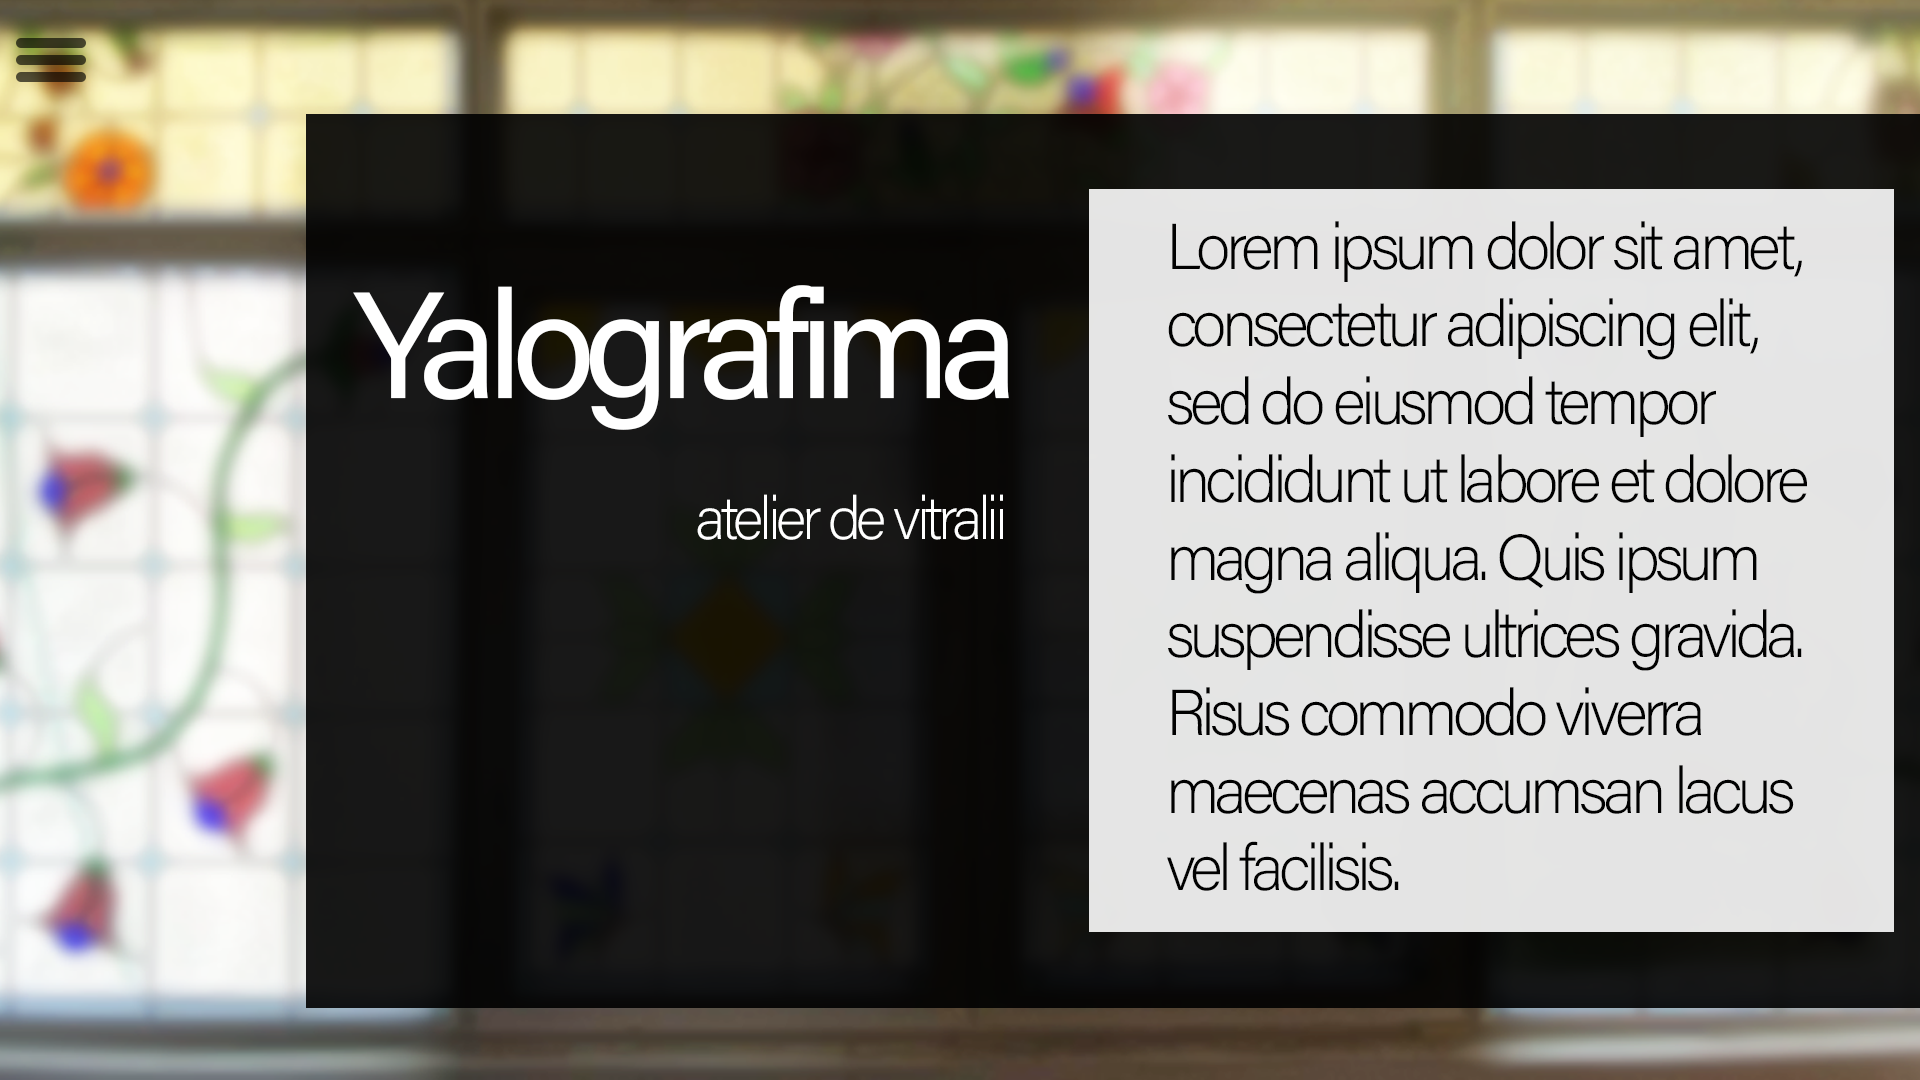 Yalografima
atelier de vitralii
Lorem ipsum dolor sit amet,
consectetur adipiscing elit,
sed do eiusmod tempor
incididunt ut labore et dolore
magna aliqua. Quis ipsum
suspendisse ultrices gravida.
Risus commodo viverra
maecenas accumsan lacus
vel facilisis.